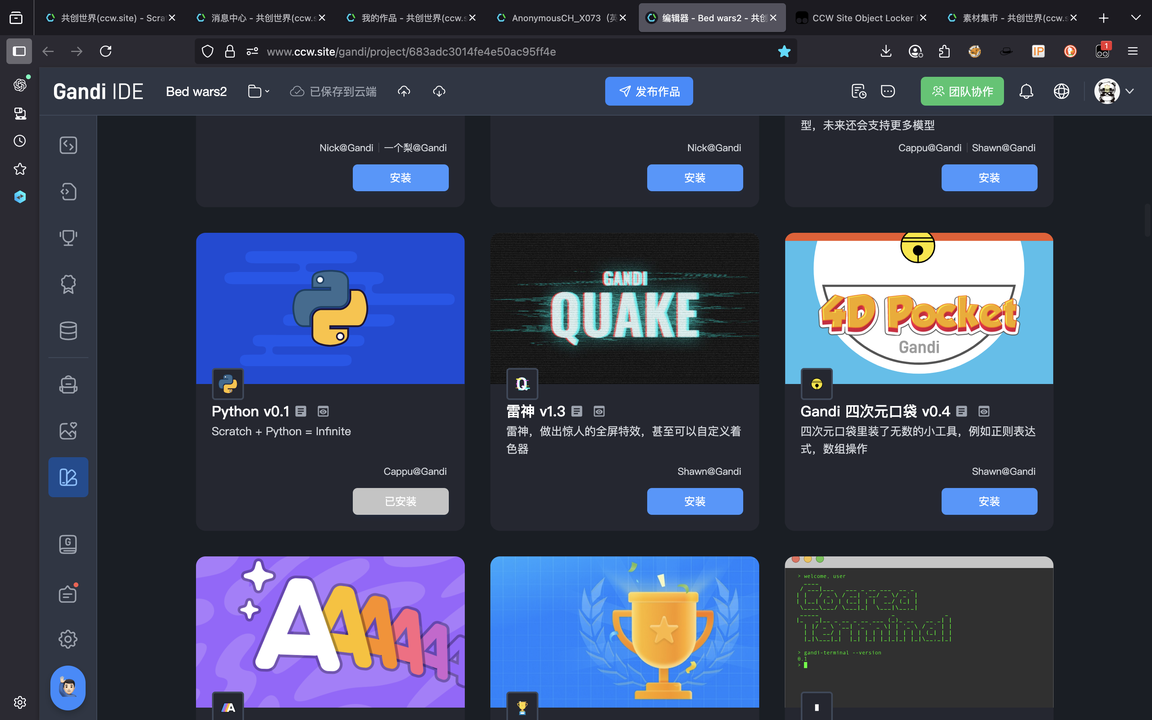 共创世界(ccw.site) - Scra
消息中心 - 共创世界(ccw.s
我的作品 - 共创世界(ccw.s
AnonymousCH_X073（英
编辑器 - Bed wars2 - 共创
CCW Site Object Locker
素材集市 - 共创世界(ccw.s
www.ccw.site/gandi/project/683adc3014fe4e50ac95ff4e
IP
1
Gandi IDE
Bed wars2
已保存到云端
发布作品
团队协作
型，未来还会支持更多模型
Nick@Gandi 一个梨@Gandi
Nick@Gandi
Cappu@Gandi Shawn@Gandi
安装
安装
安装
GANDI
QUAKE
4D Pocket
Gandi
Python v0.1
Scratch + Python = Infinite
Cappu@Gandi
已安装
雷神 v1.3
雷神，做出惊人的全屏特效，甚至可以自定义着
色器
Shawn@Gandi
安装
Gandi 四次元口袋 v0.4
四次元口袋里装了无数的小工具，例如正则表达
式，数组操作
Shawn@Gandi
安装
AAAAA
> welcome, user
> gandi-terminal --version